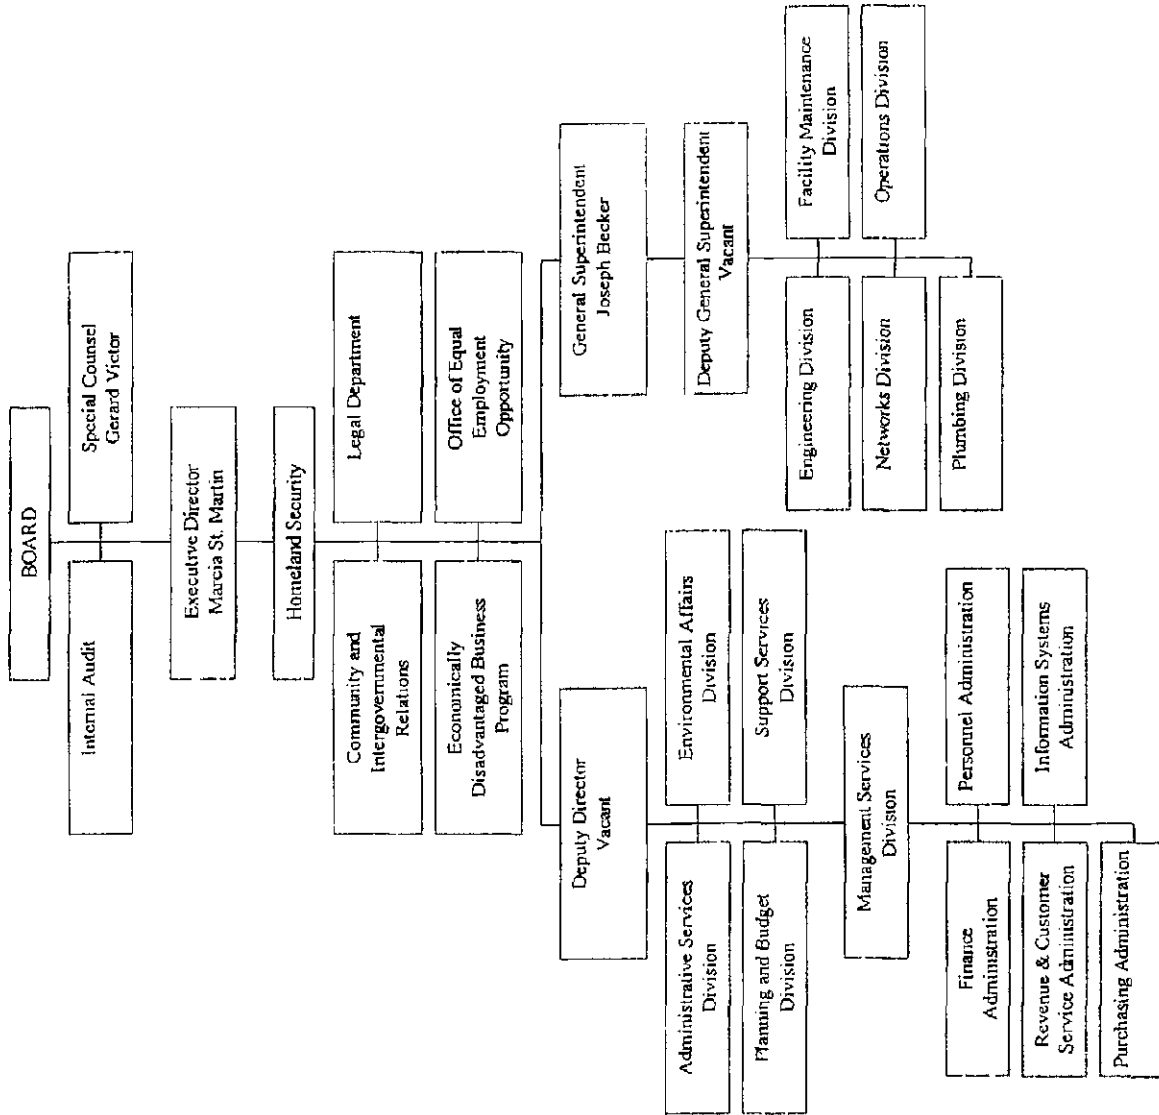 BOARD
Internal Audit
Special Counsel
Gerard Victor
Executive Director
Marcia St. Martin
Homeland Security
Community and
Intergovernmental
Relations
Legal Department
Economically
Disadvantaged Business
Program
Office of Equal
Employment
Opportunity
Deputy Director
Vacant
General Superintendent
Joseph Becker
Administrative Services
Division
Environmental Affairs
Division
Planning and Budget
Division
Support Services
Division
Deputy General Superintendent
Vacant
Engineering Division
Facility Maintenance
Division
Networks Division
Operations Division
Plumbing Division
Management Services
Division
Finance
Administration
Personnel Administration
Revenue & Customer
Service Administration
Information Systems
Administration
Purchasing Administration